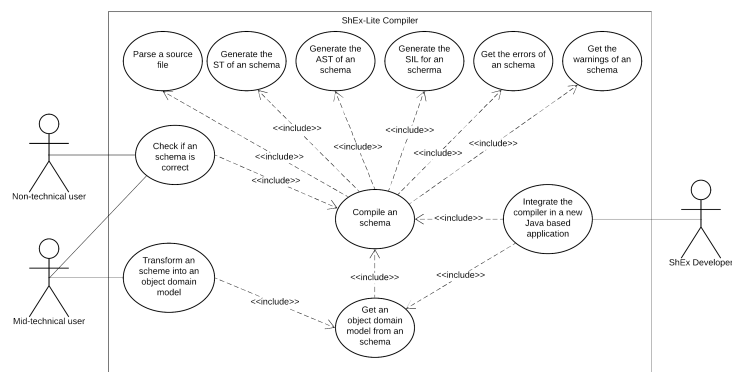 ShEx-Lite Compiler
Parse a source
file
Generate the
ST of an schema
Generate the
AST of an
schema
Generate the
SIL for an
scherma
Get the errors of
an schema
Get the
warnings of an
schema
<<include>>
<<include>>
<<include>>
<<include>>
<<include>>
<<include>>
Non-technical user
Check if an
schema is
correct
<<include>>
Compile an
schema
<<include>>
Integrate the
compiler in a new
Java based
application
ShEx Developer
Mid-technical user
Transform an
scheme into an
object domain
model
<<include>>
<<include>>
<<include>>
Get an
object domain
model from an
schema